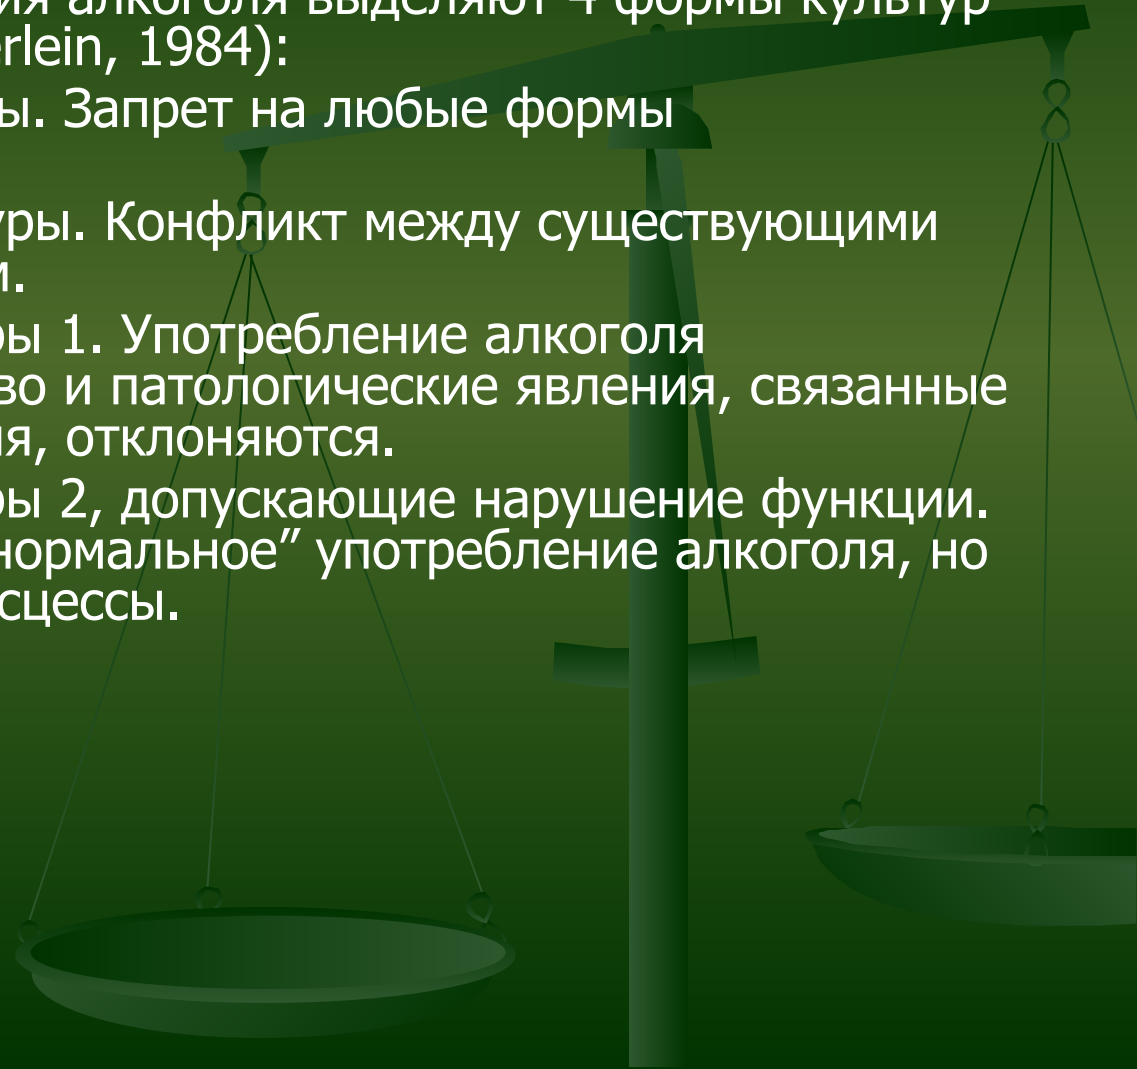 ия алкоголя выделяют 4 формы культур
rlein, 1984):
ы. Запрет на любые формы
уры. Конфликт между существующими
и.
ры 1. Употребление алкоголя
во и патологические явления, связанные
ия, отклоняются.
ры 2, допускающие нарушение функции.
нормальное” употребление алкоголя, но
сцессы.